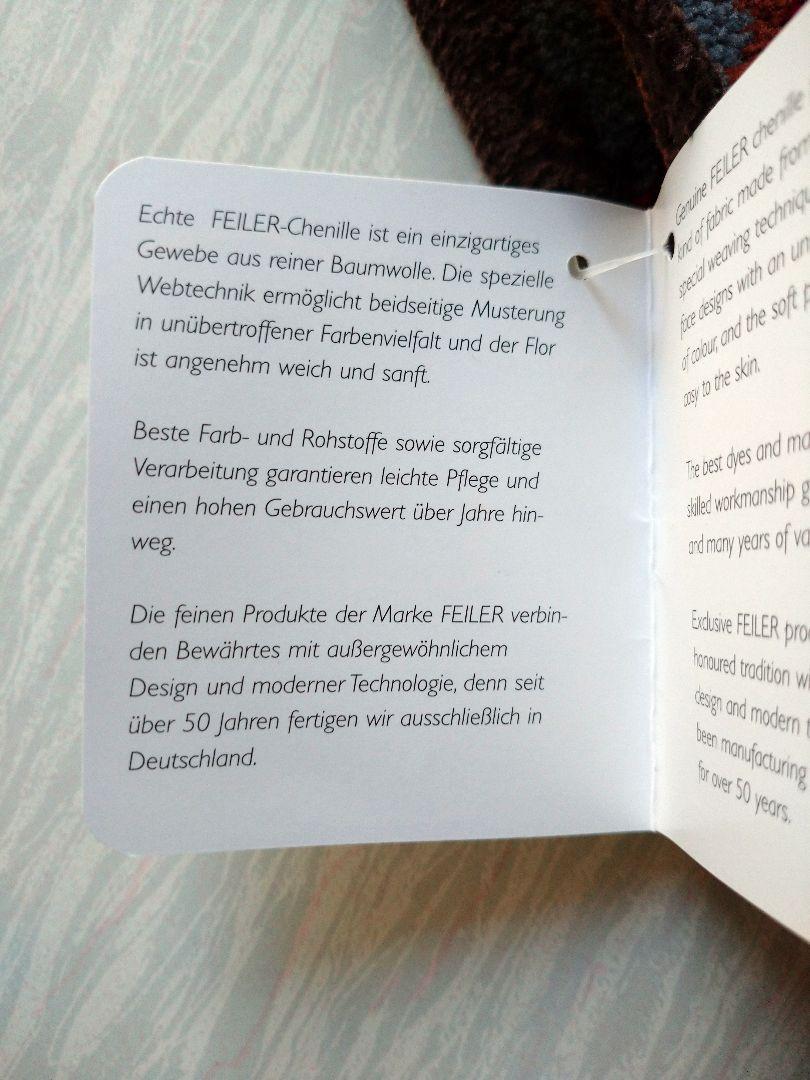 Echte FEILER-Chenille ist ein einzigartiges
Gewebe aus reiner Baumwolle. Die spezielle
Webtechnik ermöglicht beidseitige Musterung
in unübertroffener Farbenvielfalt und der Flor
ist angenehm weich und sanft.
Beste Farb- und Rohstoffe sowie sorgfältige
Verarbeitung garantieren leichte Pflege und
einen hohen Gebrauchswert über Jahre hin-
weg.
Die feinen Produkte der Marke FEILER verbin-
den Bewährtes mit außergewöhnlichem
Design und moderner Technologie, denn seit
über 50 Jahren fertigen wir ausschließlich in
Deutschland.
Genuine FEILER chenille
kind of fabric made from
special weaving
face designs with an
of colour, and the soft
cosy to the skin.
The best dyes and
skilled workmanship
and many years of
Exclusive FEILER
honoured tradition
design and modern
been manufacturing
for over 50 years.